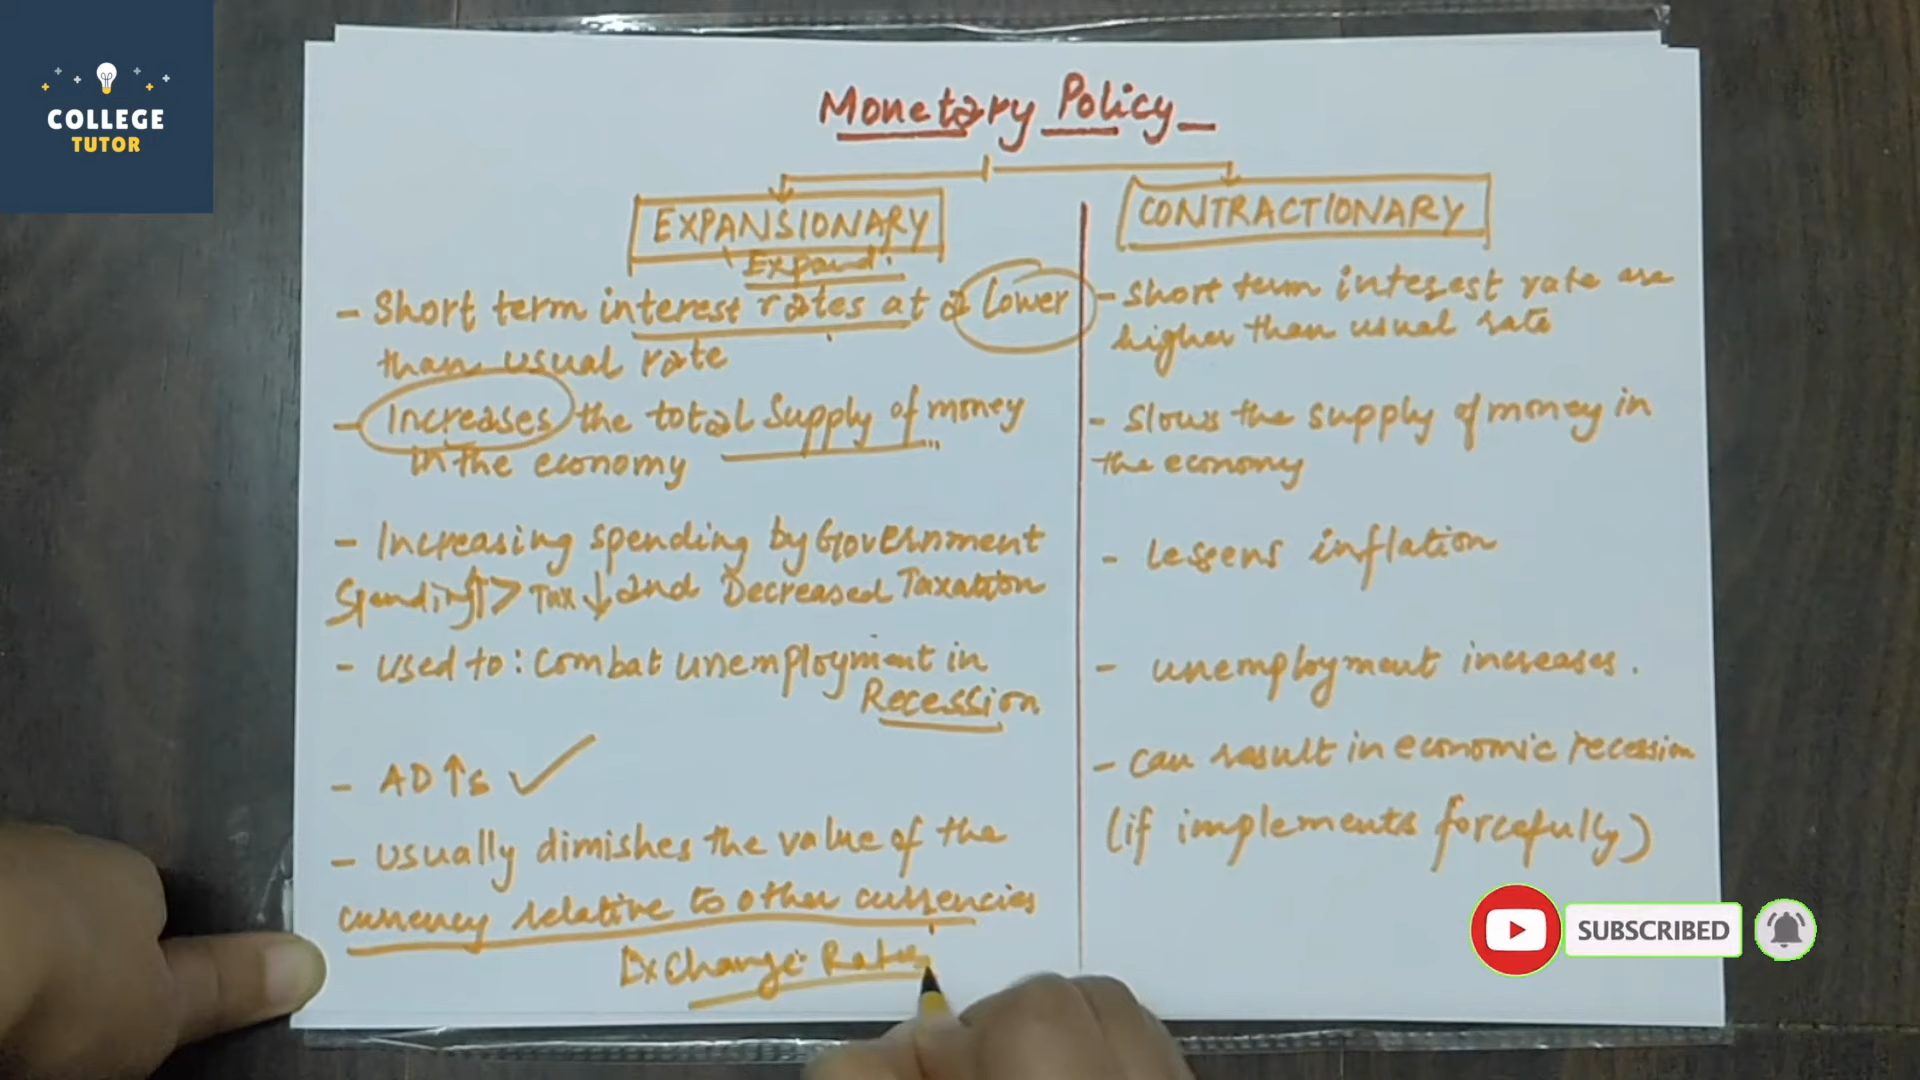 COLLEGE
TUTOR
Monetary Policy
EXPANSIONARY
Expand
- Short term interest rates at a lower
than usual rate
- Increases the total supply of money
in the economy
- Increasing spending by Government
Spending↑ > Tax ↓ and Decreased Taxation
- used to: Combat unemployment in
Recession
- AD↑s ✓
- usually dimishes the value of the
currency relative to other currencies
Exchange Rates
CONTRACTIONARY
- Short term interest rate are
higher than usual rate
- Slows the supply of money in
the economy
- lessens inflation
- unemployment increases.
- can result in economic recession
(if implements forcefully)
SUBSCRIBED